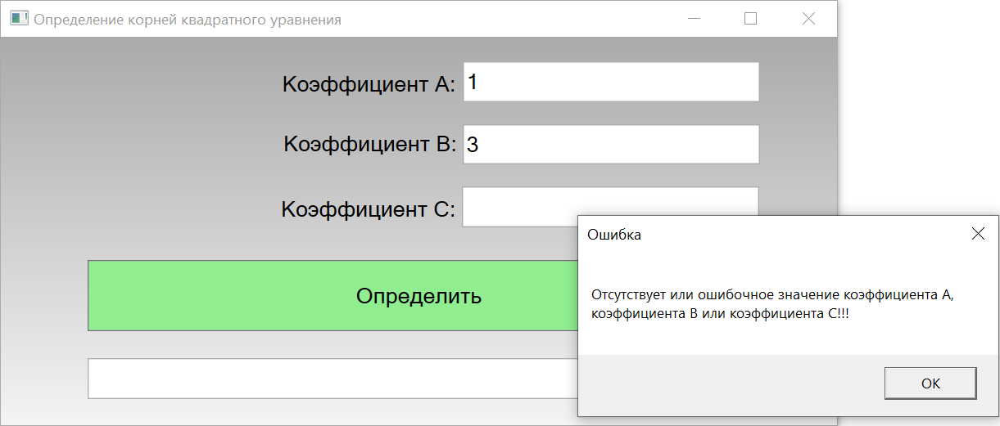 Определение корней квадратного уравнения
Коэффициент A: 1
Коэффициент B: 3
Коэффициент C:
Определить
Ошибка
Отсутствует или ошибочное значение коэффициента A,
коэффициента B или коэффициента C!!!
OK